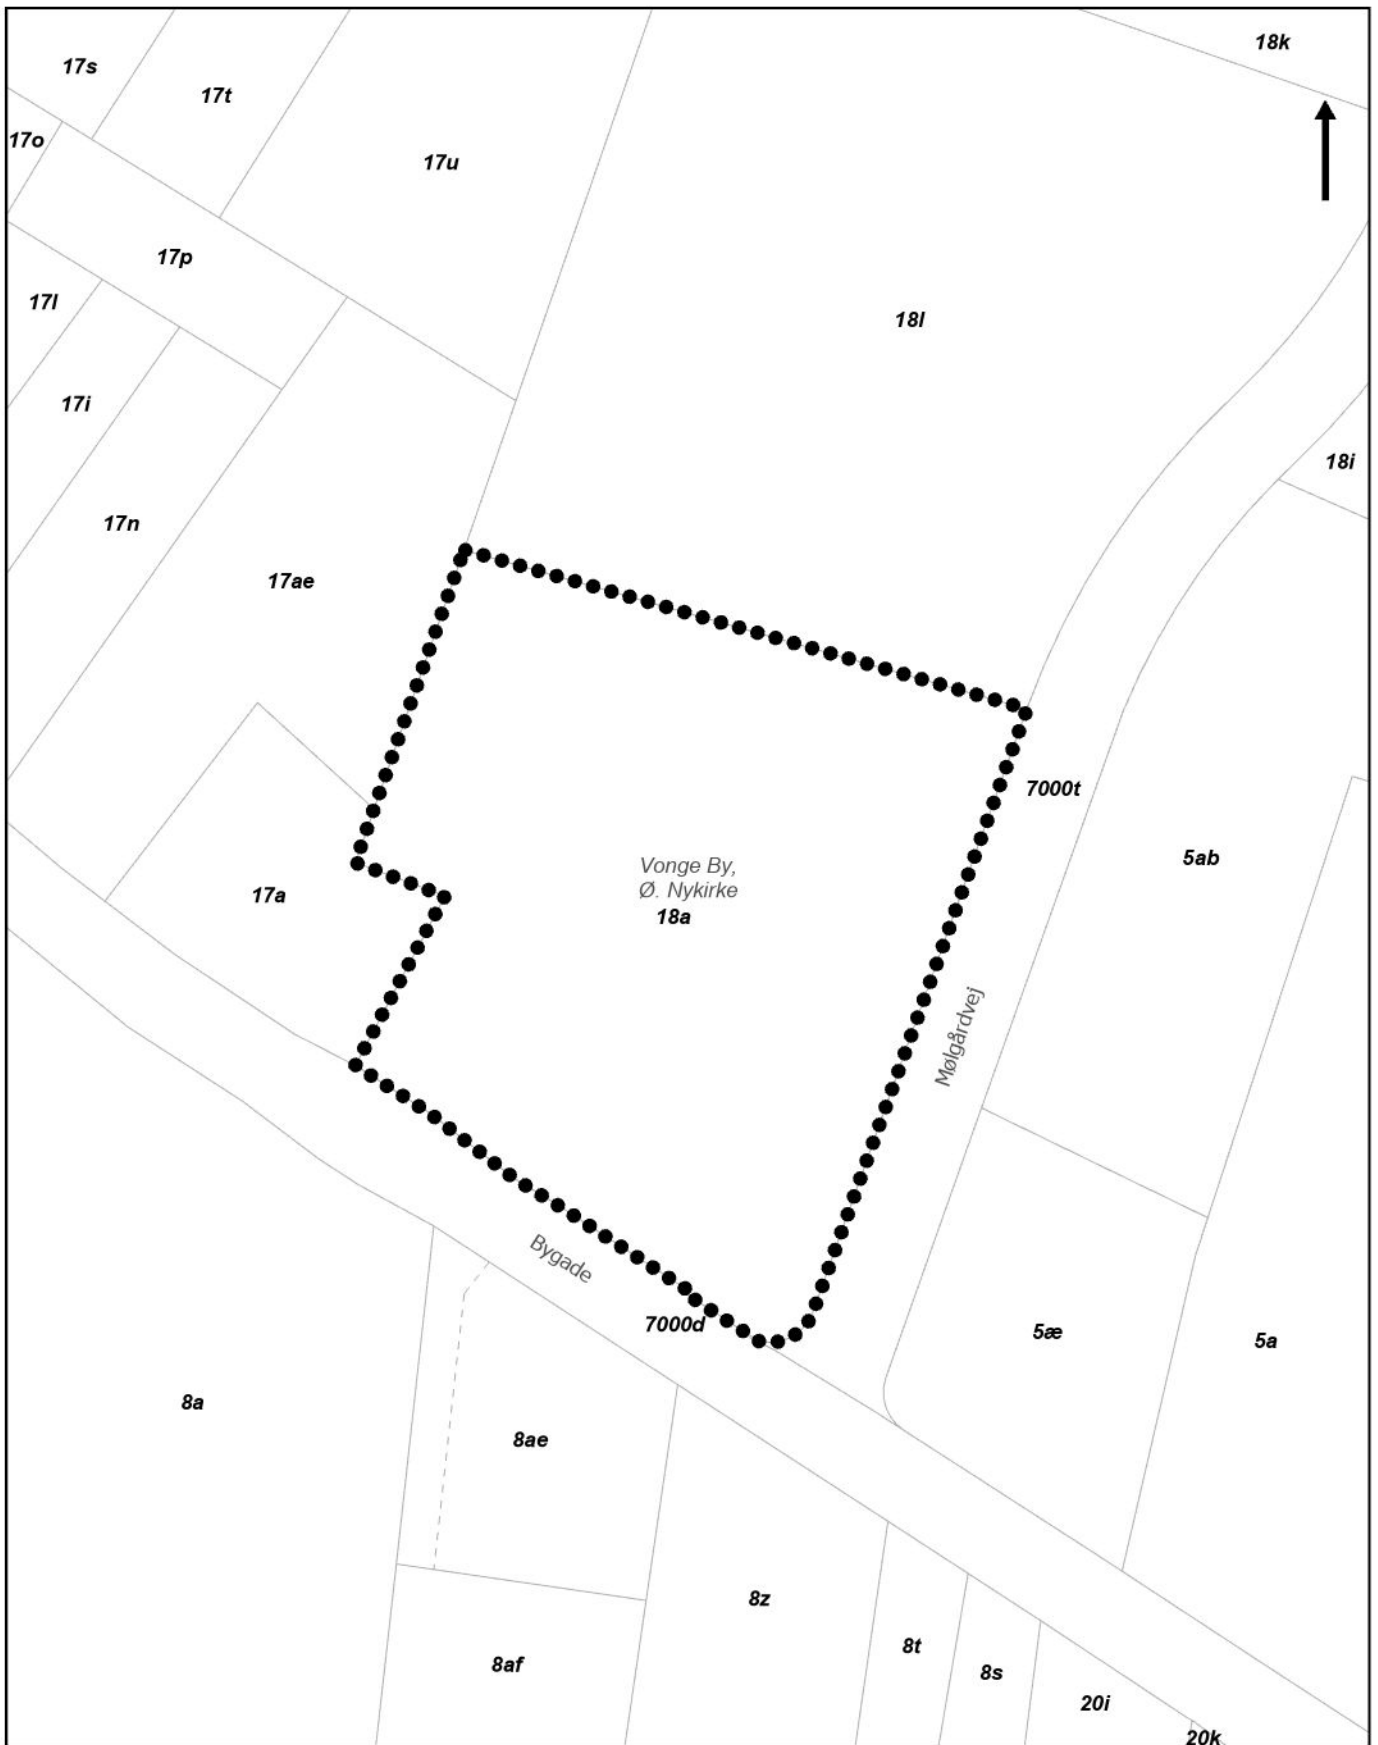 18k
17s
17t
17o
17u
17p
17l
18l
17i
18i
17n
17ae
7000t
5ab
Vonge By,
Ø. Nykirke
18a
17a
Mølgårdvej
Bygade
7000d
5æ
5a
8a
8ae
8z
8t
8af
8s
20i
20k